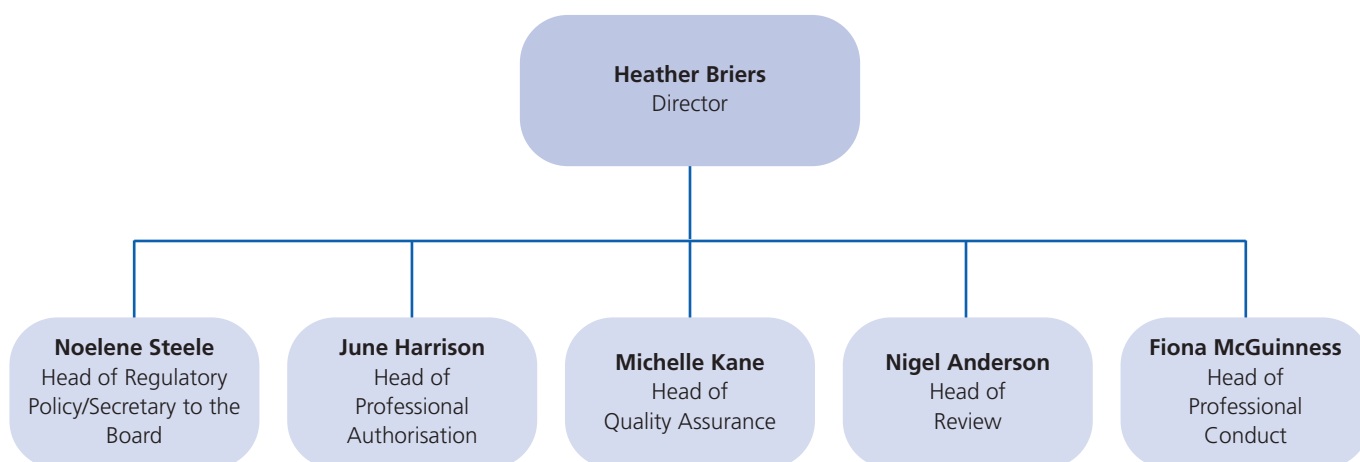 Heather Briers
Director
Noelene Steele
Head of Regulatory
Policy/Secretary to the
Board
June Harrison
Head of
Professional
Authorisation
Michelle Kane
Head of
Quality Assurance
Nigel Anderson
Head of
Review
Fiona McGuinness
Head of
Professional
Conduct